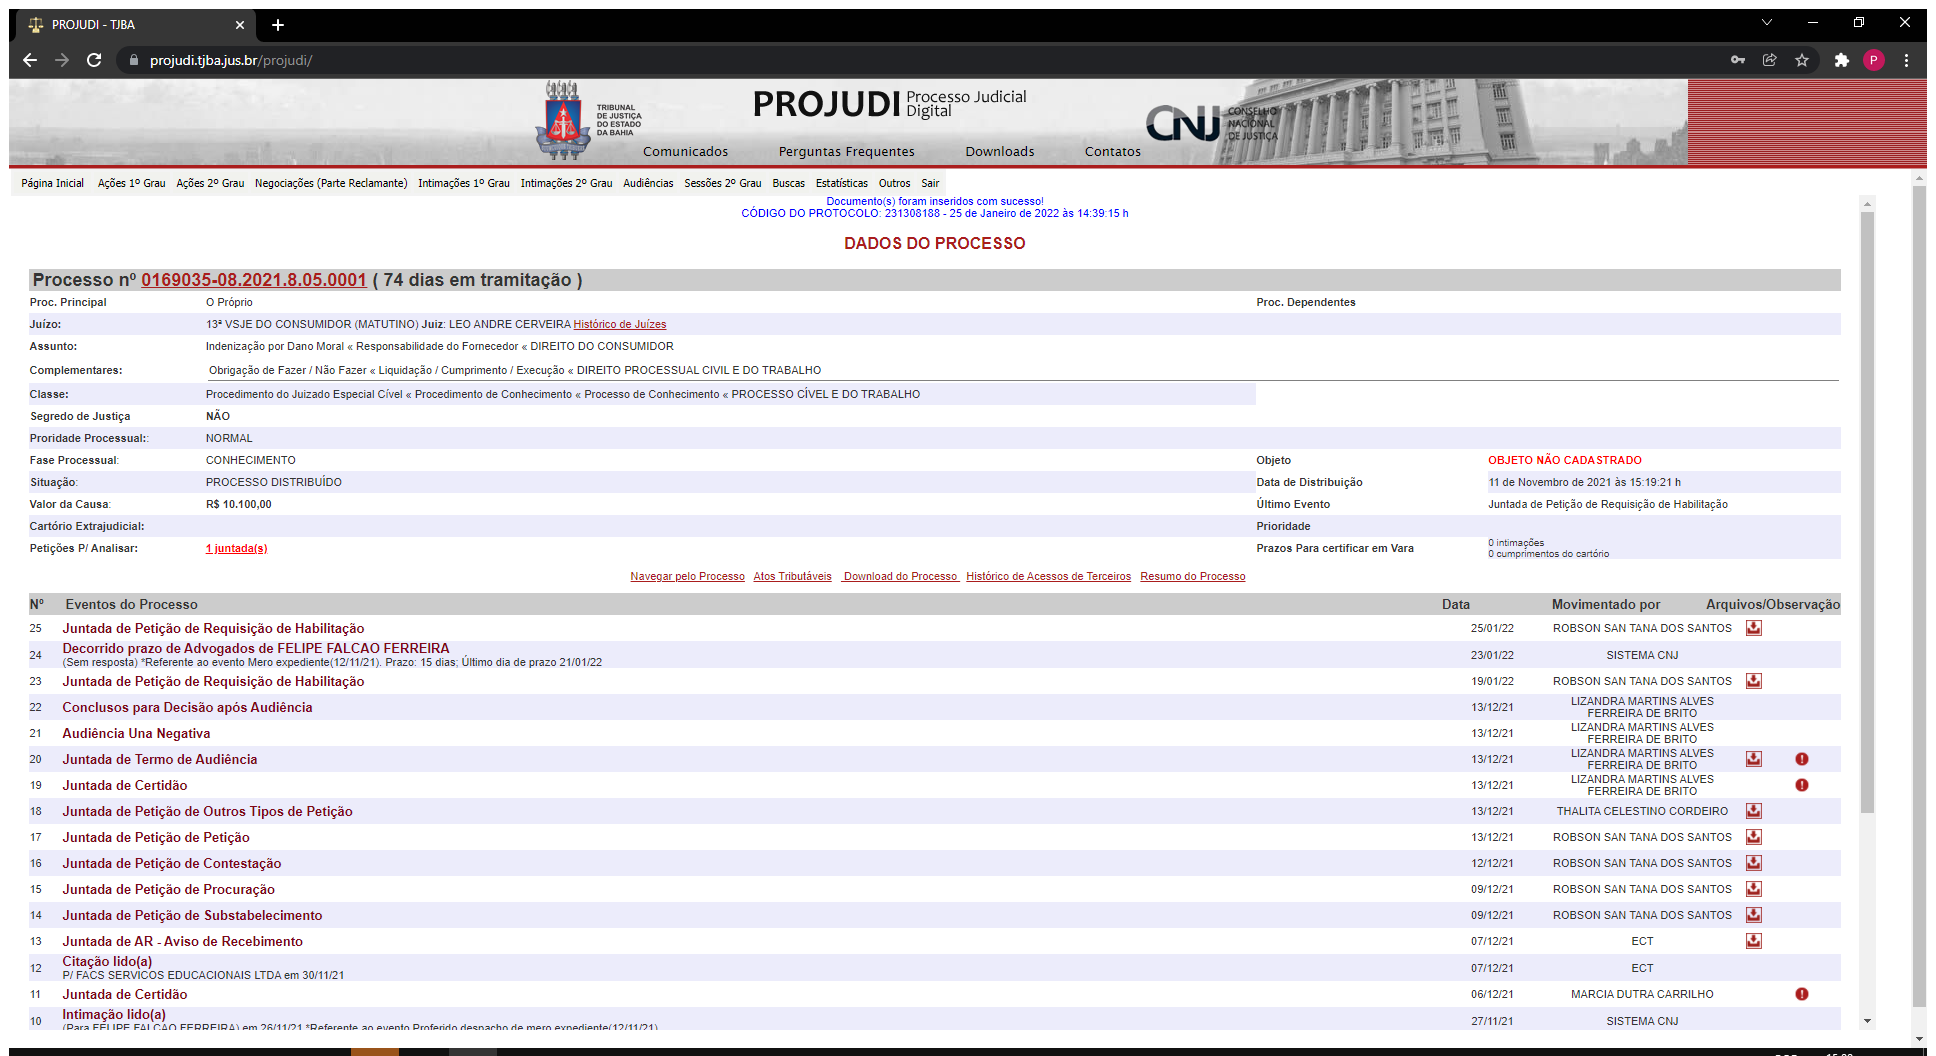 PROJUDI - TJBA
projudi.tjba.jus.br/projudi/
P
TRIBUNAL
DE JUSTIÇA
DO ESTADO
DA BAHIA
PROJUDI Processo Judicial
Digital
CNJ CONSELHO
NACIONAL
DE JUSTIÇA
Comunicados Perguntas Frequentes Downloads Contatos
Página Inicial Ações 1º Grau Ações 2º Grau Negociações (Parte Reclamante) Intimações 1º Grau Intimações 2º Grau Audiências Sessões 2º Grau Buscas Estatísticas Outros Sair
Documento(s) foram inseridos com sucesso!
CÓDIGO DO PROTOCOLO: 231308188 - 25 de Janeiro de 2022 às 14:39:15 h
DADOS DO PROCESSO
Processo nº 0169035-08.2021.8.05.0001 ( 74 dias em tramitação )
Proc. Principal O Próprio Proc. Dependentes
Juízo: 13ª VSJE DO CONSUMIDOR (MATUTINO) Juiz: LEO ANDRE CERVEIRA Histórico de Juízes
Assunto: Indenização por Dano Moral « Responsabilidade do Fornecedor « DIREITO DO CONSUMIDOR
Complementares: Obrigação de Fazer / Não Fazer « Liquidação / Cumprimento / Execução « DIREITO PROCESSUAL CIVIL E DO TRABALHO
Classe: Procedimento do Juizado Especial Cível « Procedimento de Conhecimento « Processo de Conhecimento « PROCESSO CÍVEL E DO TRABALHO
Segredo de Justiça NÃO
Proridade Processual:: NORMAL
Fase Processual: CONHECIMENTO Objeto OBJETO NÃO CADASTRADO
Situação: PROCESSO DISTRIBUÍDO Data de Distribuição 11 de Novembro de 2021 às 15:19:21 h
Valor da Causa: R$ 10.100,00 Último Evento Juntada de Petição de Requisição de Habilitação
Cartório Extrajudicial: Prioridade
Petições P/ Analisar: 1 juntada(s) Prazos Para certificar em Vara 0 intimações
0 cumprimentos do cartório
Navegar pelo Processo Atos Tributáveis Download do Processo Histórico de Acessos de Terceiros Resumo do Processo
Nº Eventos do Processo Data Movimentado por Arquivos/Observação
25 Juntada de Petição de Requisição de Habilitação 25/01/22 ROBSON SAN TANA DOS SANTOS
24 Decorrido prazo de Advogados de FELIPE FALCAO FERREIRA 23/01/22 SISTEMA CNJ
(Sem resposta) *Referente ao evento Mero expediente(12/11/21). Prazo: 15 dias; Último dia de prazo 21/01/22
23 Juntada de Petição de Requisição de Habilitação 19/01/22 ROBSON SAN TANA DOS SANTOS
22 Conclusos para Decisão após Audiência 13/12/21 LIZANDRA MARTINS ALVES
FERREIRA DE BRITO
21 Audiência Una Negativa 13/12/21 LIZANDRA MARTINS ALVES
FERREIRA DE BRITO
20 Juntada de Termo de Audiência 13/12/21 LIZANDRA MARTINS ALVES
FERREIRA DE BRITO
19 Juntada de Certidão 13/12/21 LIZANDRA MARTINS ALVES
FERREIRA DE BRITO
18 Juntada de Petição de Outros Tipos de Petição 13/12/21 THALITA CELESTINO CORDEIRO
17 Juntada de Petição de Petição 13/12/21 ROBSON SAN TANA DOS SANTOS
16 Juntada de Petição de Contestação 12/12/21 ROBSON SAN TANA DOS SANTOS
15 Juntada de Petição de Procuração 09/12/21 ROBSON SAN TANA DOS SANTOS
14 Juntada de Petição de Substabelecimento 09/12/21 ROBSON SAN TANA DOS SANTOS
13 Juntada de AR - Aviso de Recebimento 07/12/21 ECT
12 Citação lido(a) 07/12/21 ECT
P/ FACS SERVICOS EDUCACIONAIS LTDA em 30/11/21
11 Juntada de Certidão 06/12/21 MARCIA DUTRA CARRILHO
10 Intimação lido(a) 27/11/21 SISTEMA CNJ
(Para FELIPE FALCAO FERREIRA) em 26/11/21 *Referente ao evento Proferido despacho de mero expediente(12/11/21)